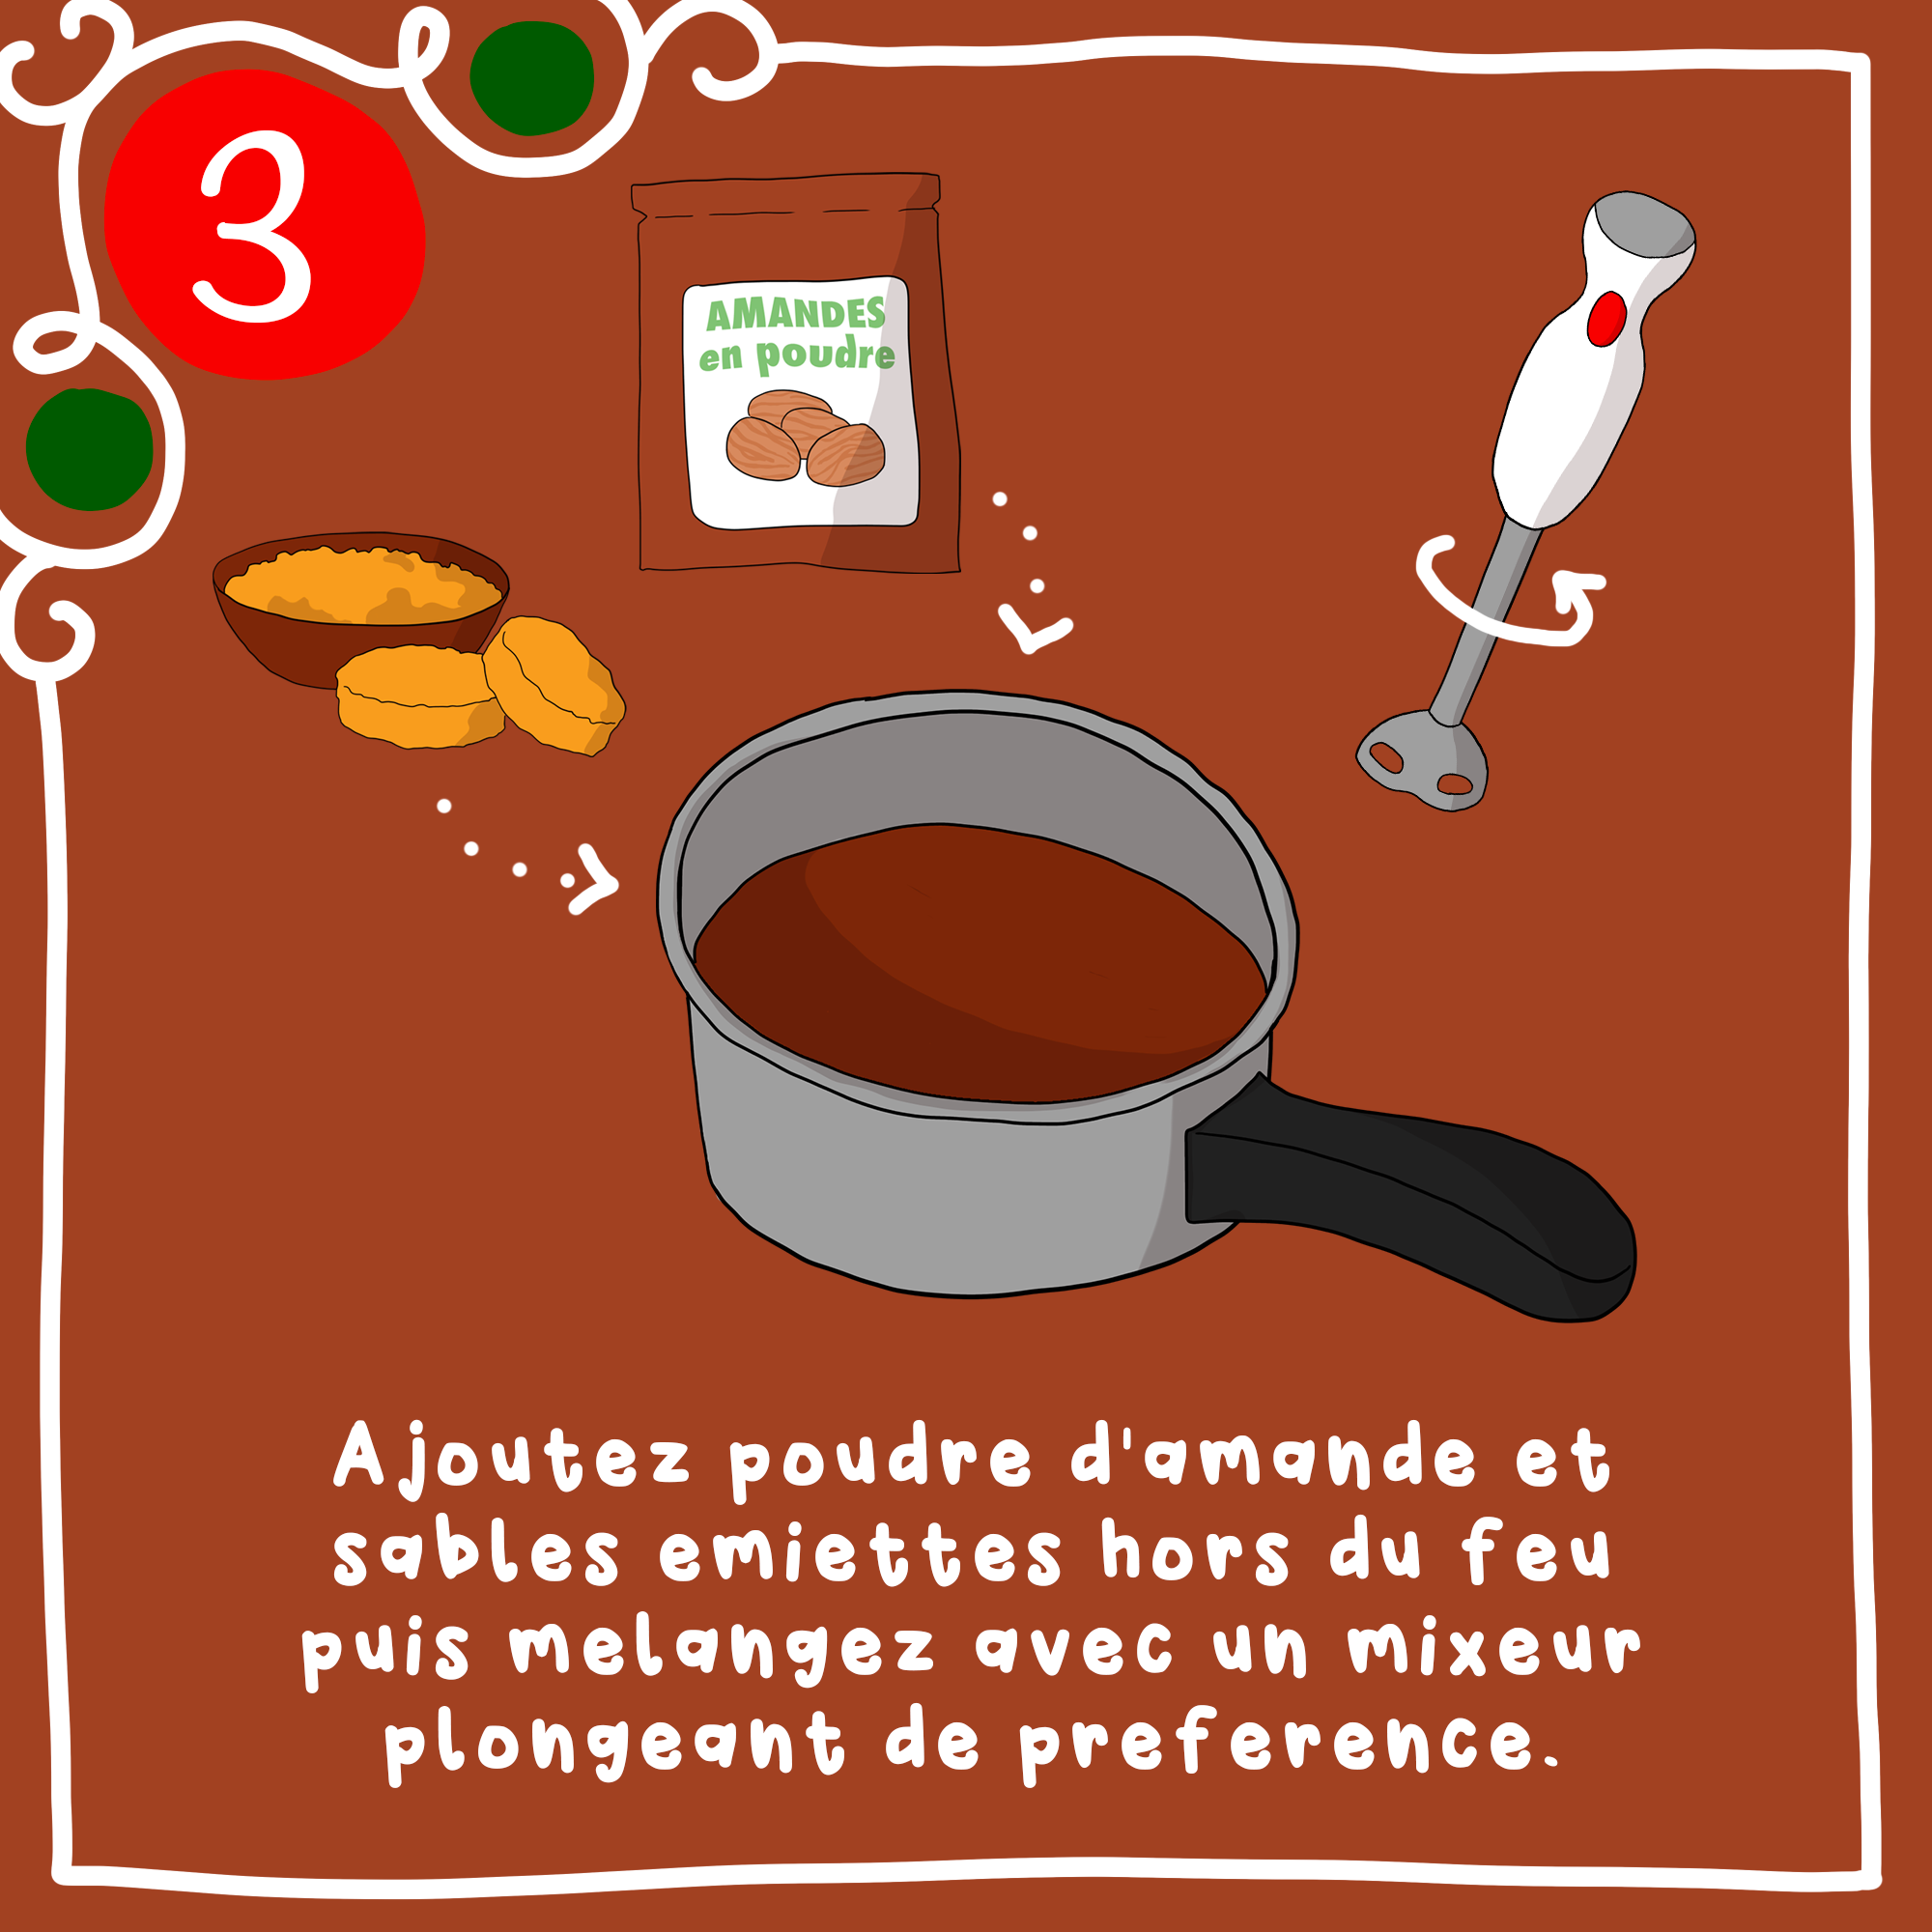 3
AMANDES
en poudre
Ajoutez poudre d'amande et
sables emiettes hors du feu
puis melangez avec un mixeur
plongeant de preference.